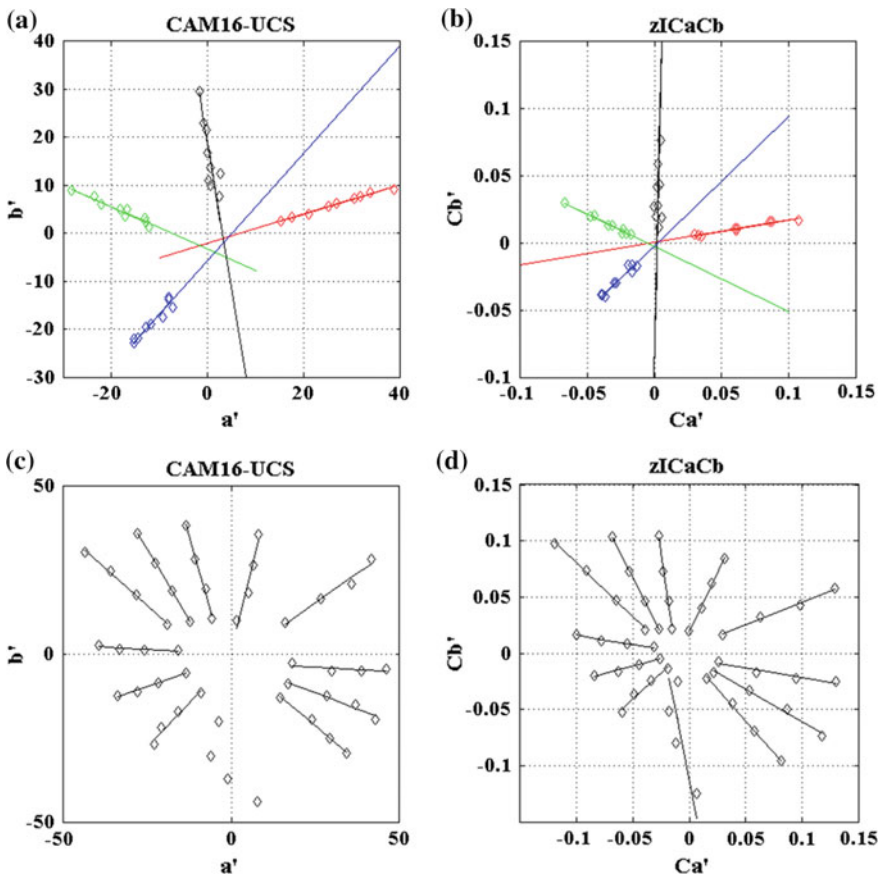 (a) CAM16-UCS
40
30
20
10
0
-10
-20
-30
b'
-20 0 20 40
a'
(b) zICaCb
0.15
0.1
0.05
0
-0.05
-0.1
Cb'
-0.1 -0.05 0 0.05 0.1 0.15
Ca'
(c) CAM16-UCS
50
0
-50
b'
-50 0 50
a'
(d) zICaCb
0.15
0.1
0.05
0
-0.05
-0.1
Cb'
-0.1 -0.05 0 0.05 0.1 0.15
Ca'